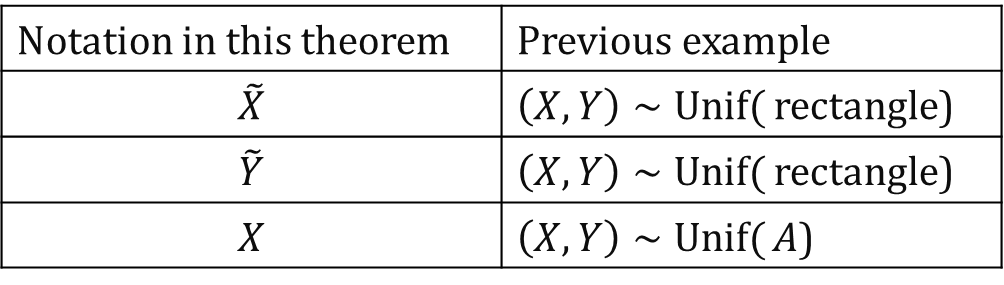 Notation in this theorem Previous example
X̃ (X, Y) ~ Unif( rectangle)
Ỹ (X, Y) ~ Unif( rectangle)
X (X, Y) ~ Unif( A)